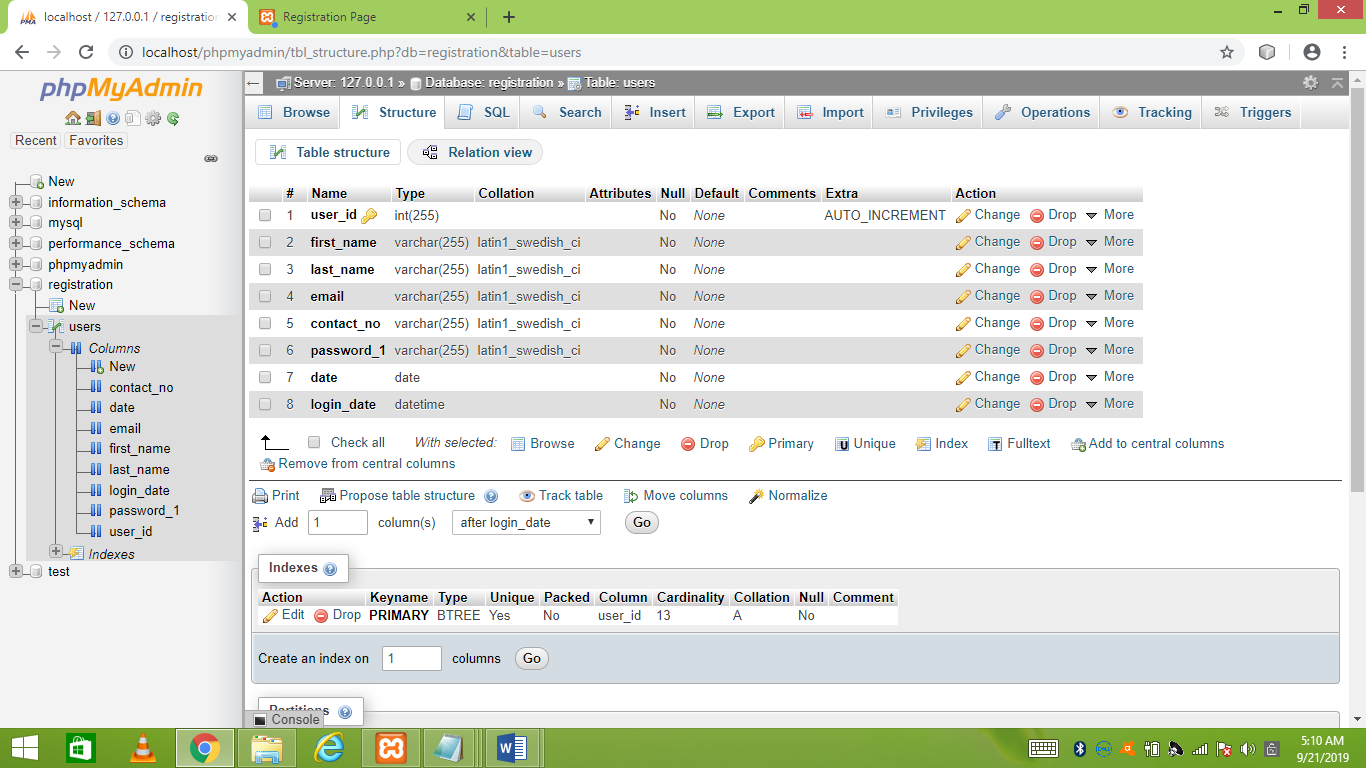 localhost / 127.0.0.1 / registration
Registration Page
localhost/phpmyadmin/tbl_structure.php?db=registration&table=users
phpMyAdmin
Recent Favorites
New
information_schema
mysql
performance_schema
phpmyadmin
registration
New
users
Columns
New
contact_no
date
email
first_name
last_name
login_date
password_1
user_id
Indexes
test
Server: 127.0.0.1 » Database: registration » Table: users
Browse Structure SQL Search Insert Export Import Privileges Operations Tracking Triggers
Table structure Relation view
# Name Type Collation Attributes Null Default Comments Extra Action
1 user_id int(255) No None AUTO_INCREMENT Change Drop More
2 first_name varchar(255) latin1_swedish_ci No None Change Drop More
3 last_name varchar(255) latin1_swedish_ci No None Change Drop More
4 email varchar(255) latin1_swedish_ci No None Change Drop More
5 contact_no varchar(255) latin1_swedish_ci No None Change Drop More
6 password_1 varchar(255) latin1_swedish_ci No None Change Drop More
7 date date No None Change Drop More
8 login_date datetime No None Change Drop More
Check all With selected: Browse Change Drop Primary Unique Index Fulltext Add to central columns
Remove from central columns
Print Propose table structure Track table Move columns Normalize
Add 1 column(s) after login_date Go
Indexes
Action Keyname Type Unique Packed Column Cardinality Collation Null Comment
Edit Drop PRIMARY BTREE Yes No user_id 13 A No
Create an index on 1 columns Go
Partitions
Console
5:10 AM
9/21/2019